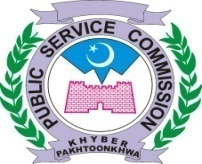 PUBLIC SERVICE COMMISSION
KHYBER
PAKHTOONKHWA